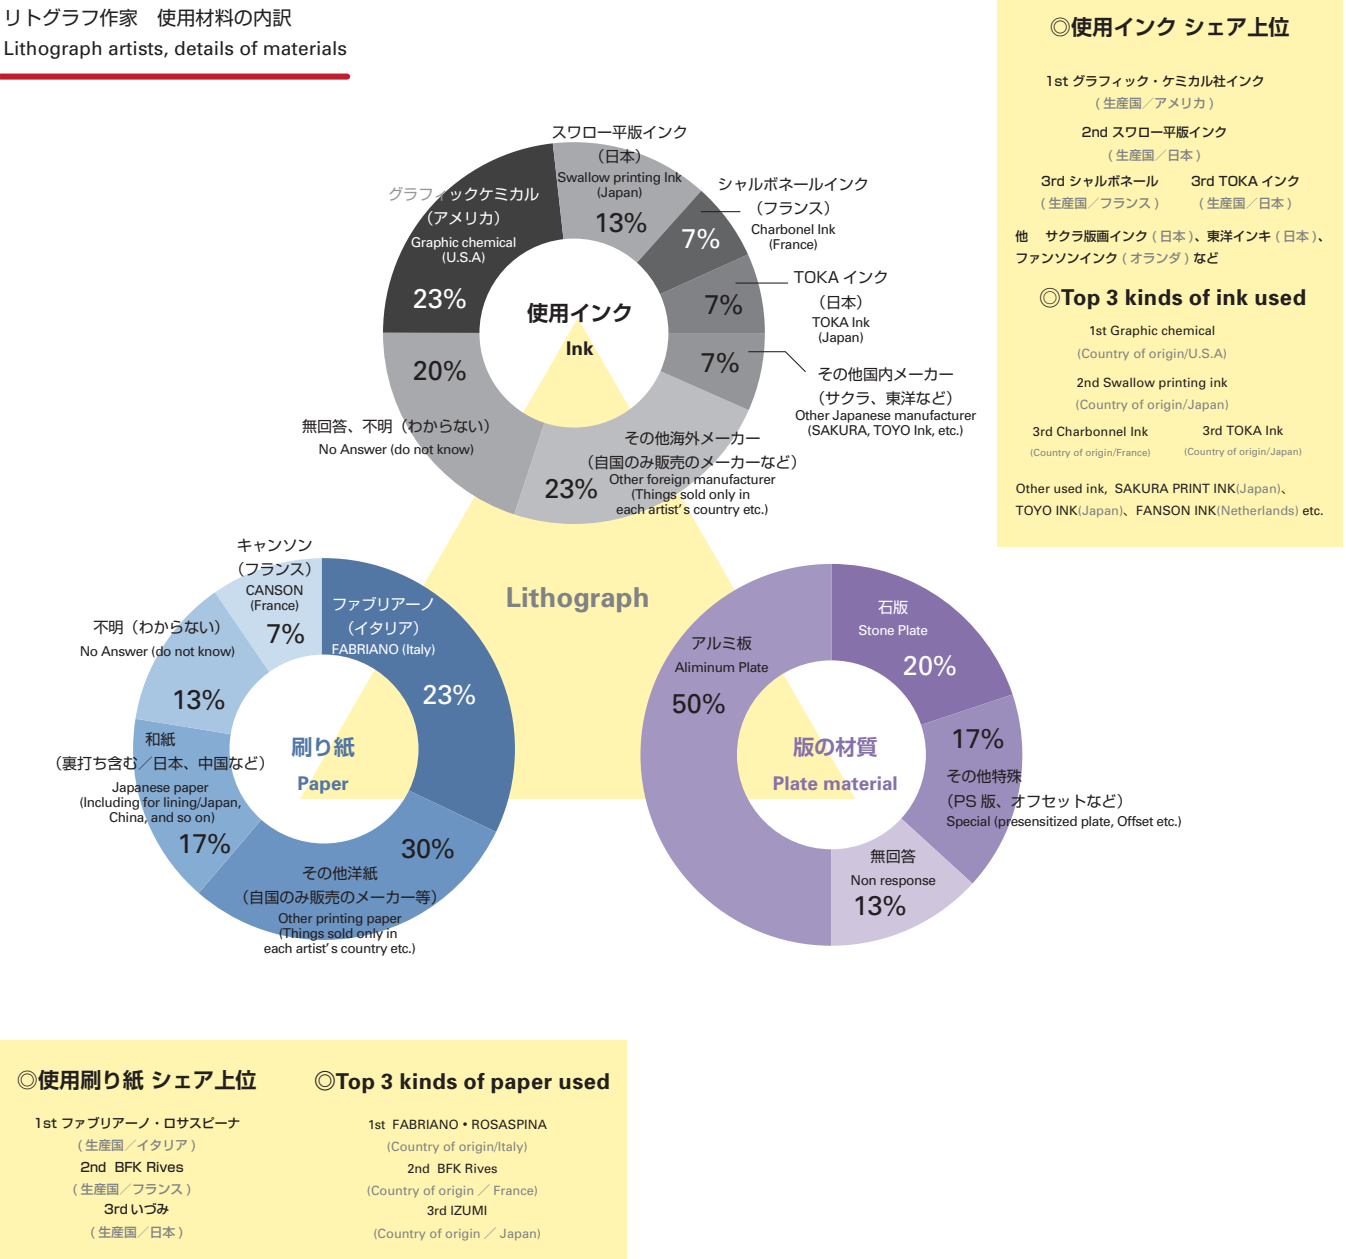 リトグラフ作家　使用材料の内訳
Lithograph artists, details of materials
◎使用インク シェア上位
1st グラフィック・ケミカル社インク
( 生産国／アメリカ )
2nd スワロー平版インク
( 生産国／日本 )
3rd シャルボネール
3rd TOKA インク
( 生産国／フランス )
( 生産国／日本 )
他　サクラ版画インク ( 日本 )、東洋インキ ( 日本 )、
ファンソンインク ( オランダ ) など
◎Top 3 kinds of ink used
1st Graphic chemical
(Country of origin/U.S.A)
2nd Swallow printing ink
(Country of origin/Japan)
3rd Charbonnel Ink
3rd TOKA Ink
(Country of origin/France)
(Country of origin/Japan)
Other used ink, SAKURA PRINT INK(Japan)、
TOYO INK(Japan)、FANSON INK(Netherlands) etc.
スワロー平版インク
（日本）
Swallow printing Ink
(Japan)
13%
シャルボネールインク
（フランス）
Charbonel Ink
(France)
7%
グラフィックケミカル
（アメリカ）
Graphic chemical
(U.S.A)
23%
TOKA インク
（日本）
TOKA Ink
(Japan)
7%
使用インク
Ink
その他国内メーカー
（サクラ、東洋など）
Other Japanese manufacturer
(SAKURA, TOYO Ink, etc.)
7%
20%
無回答、不明（わからない）
No Answer (do not know)
その他海外メーカー
（自国のみ販売のメーカーなど）
Other foreign manufacturer
(Things sold only in
each artist’s country etc.)
23%
Lithograph
キャンソン
（フランス）
CANSON
(France)
7%
ファブリアーノ
（イタリア）
FABRIANO (Italy)
23%
不明（わからない）
No Answer (do not know)
13%
和紙
（裏打ち含む／日本、中国など）
Japanese paper
(Including for lining/Japan,
China, and so on)
17%
刷り紙
Paper
30%
その他洋紙
（自国のみ販売のメーカー等）
Other printing paper
(Things sold only in
each artist’s country etc.)
石版
Stone Plate
20%
アルミ板
Aliminum Plate
50%
版の材質
Plate material
17%
その他特殊
（PS 版、オフセットなど）
Special (presensitized plate, Offset etc.)
無回答
Non response
13%
◎使用刷り紙 シェア上位
1st ファブリアーノ・ロサスピーナ
( 生産国／イタリア )
2nd BFK Rives
( 生産国／フランス )
3rd いづみ
( 生産国／日本 )
◎Top 3 kinds of paper used
1st FABRIANO • ROSASPINA
(Country of origin/Italy)
2nd BFK Rives
(Country of origin ／ France)
3rd IZUMI
(Country of origin ／ Japan)